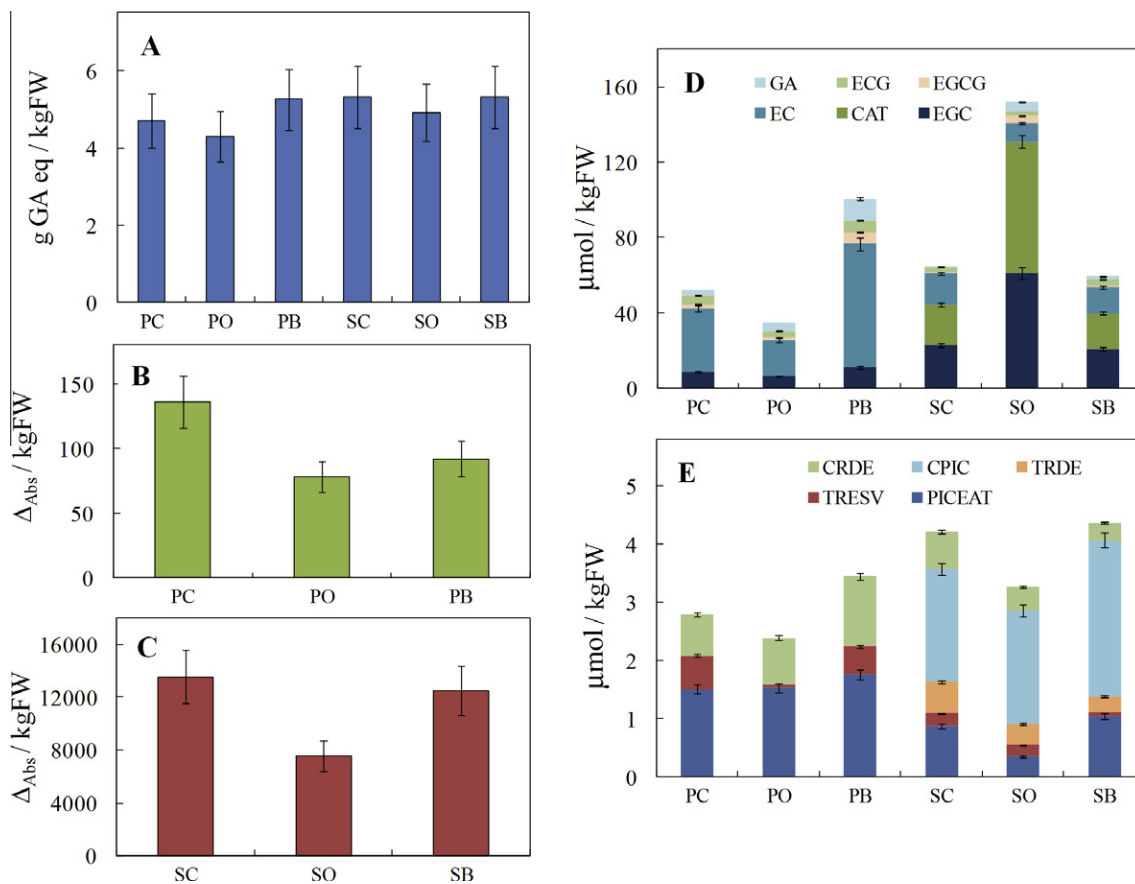 A
g GA eq / kgFW
6
4
2
0
PC PO PB SC SO SB
B
Δ_Abs / kgFW
150
100
50
0
PC PO PB
C
Δ_Abs / kgFW
16000
12000
8000
4000
0
SC SO SB
D
GA ECG EGCG
EC CAT EGC
μmol / kgFW
160
120
80
40
0
PC PO PB SC SO SB
E
CRDE CPIC TRDE
TRESV PICEAT
μmol / kgFW
5
4
3
2
1
0
PC PO PB SC SO SB